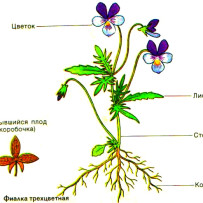 Цветок
Ли
вшийся плод
коробочка)
Сте
Ко
Фиалка трехцветная